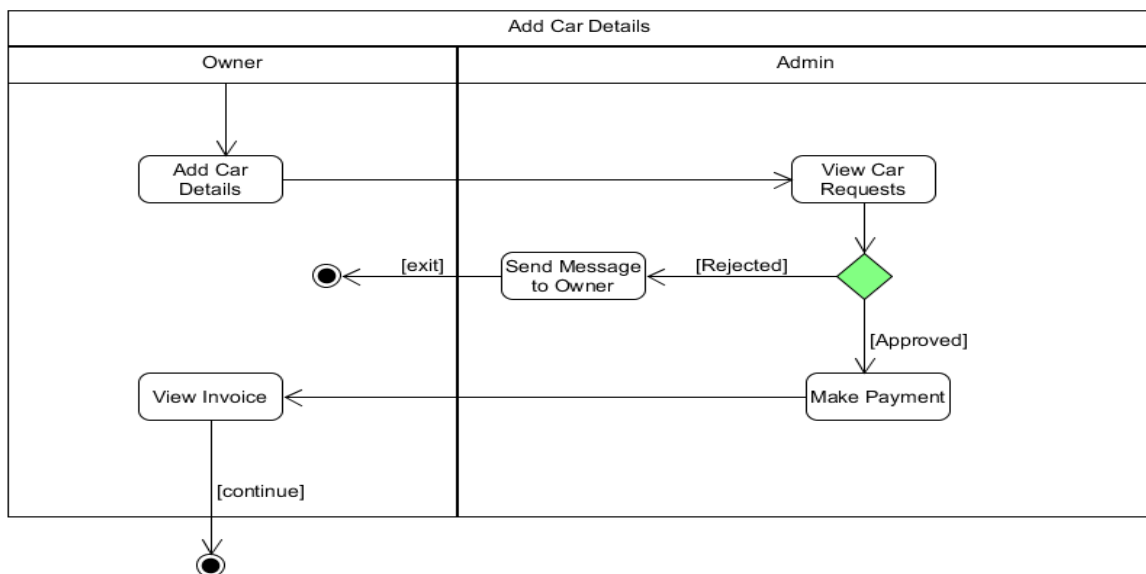 Add Car Details
Owner
Admin
Add Car
Details
View Car
Requests
[exit]
Send Message
to Owner
[Rejected]
[Approved]
View Invoice
Make Payment
[continue]